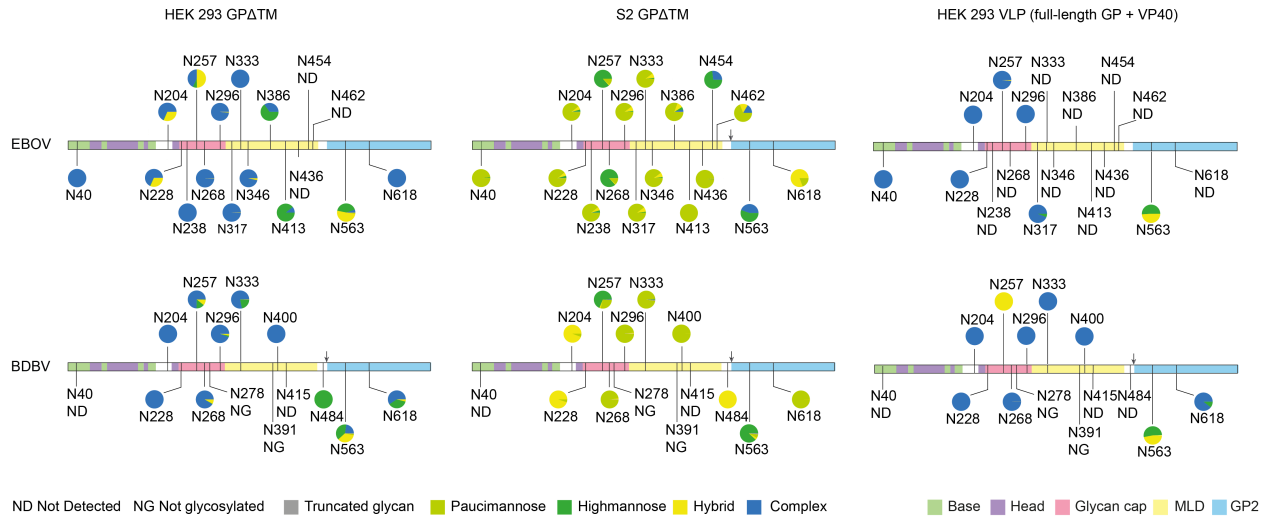 HEK 293 GPΔTM S2 GPΔTM HEK 293 VLP (full-length GP + VP40)
N257 N333 N454 ND
N204 N296 N386 N462 ND
EBOV
N40 N228 N268 N346 N436 ND N618
N238 N317 N413 N563
N257 N333 N454
N204 N296 N386 N462
N40 N228 N268 N346 N436 N618
N238 N317 N413 N563
N257 N333 ND N454 ND
N204 N296 N386 ND N462 ND
N40 N228 N268 ND N346 ND N436 ND N618 ND
N238 ND N317 N413 ND N563
N257 N333
N204 N296 N400
BDBV
N40 ND N228 N268 N278 NG N415 ND N484 N618
N391 NG N563
N257 N333
N204 N296 N400
N40 ND N228 N268 N278 NG N415 ND N484 N618
N391 NG N563
N257 N333
N204 N296 N400
N40 ND N228 N268 N278 NG N415 ND N484 ND N618
N391 NG N563
ND Not Detected NG Not glycosylated Truncated glycan Paucimannose Highmannose Hybrid Complex Base Head Glycan cap MLD GP2